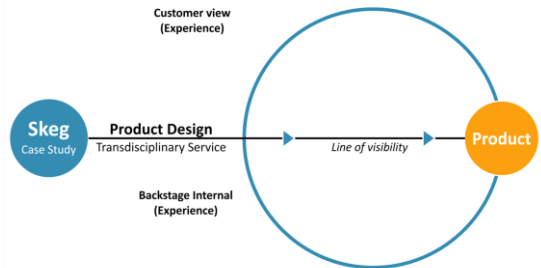 Customer view
(Experience)
Skeg
Case Study
Product Design
Transdisciplinary Service
Line of visibility
Product
Backstage Internal
(Experience)